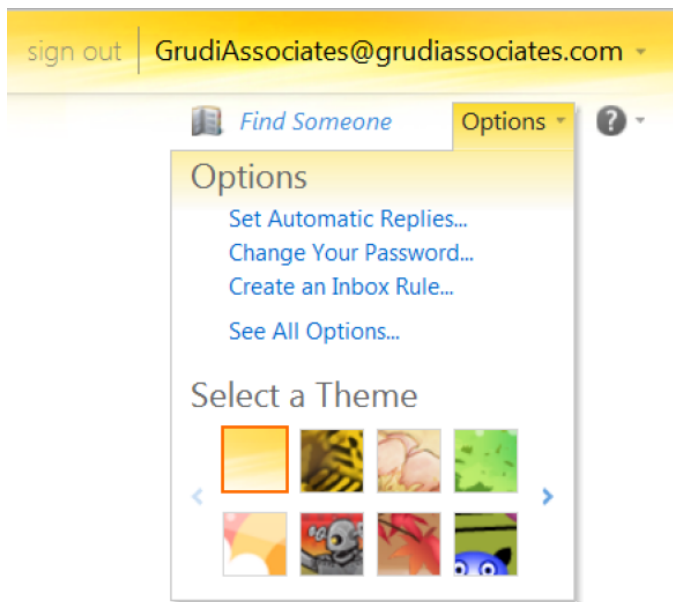 sign out GrudiAssociates@grudiassociates.com
Find Someone Options ?
Options
Set Automatic Replies...
Change Your Password...
Create an Inbox Rule...
See All Options...
Select a Theme